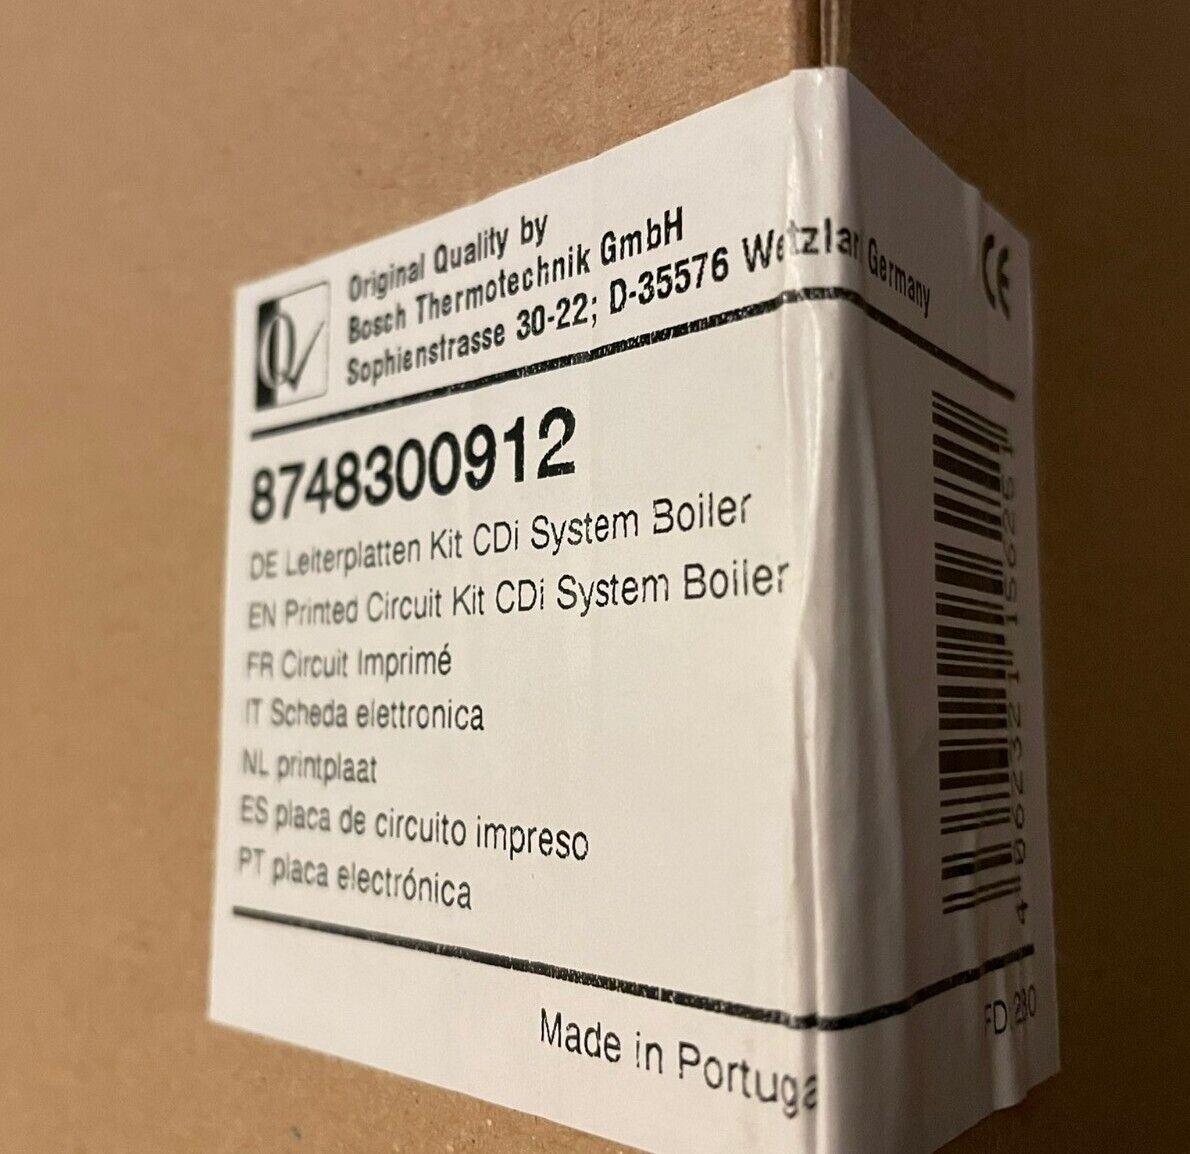 Original Quality by
Bosch Thermotechnik GmbH
Sophienstrasse 30-22; D-35576 Wetzlar Germany
CE
8748300912
DE Leiterplatten Kit CDi System Boiler
EN Printed Circuit Kit CDi System Boiler
FR Circuit Imprimé
IT Scheda elettronica
NL printplaat
ES placa de circuito impreso
PT placa electrónica
Made in Portuga
FD